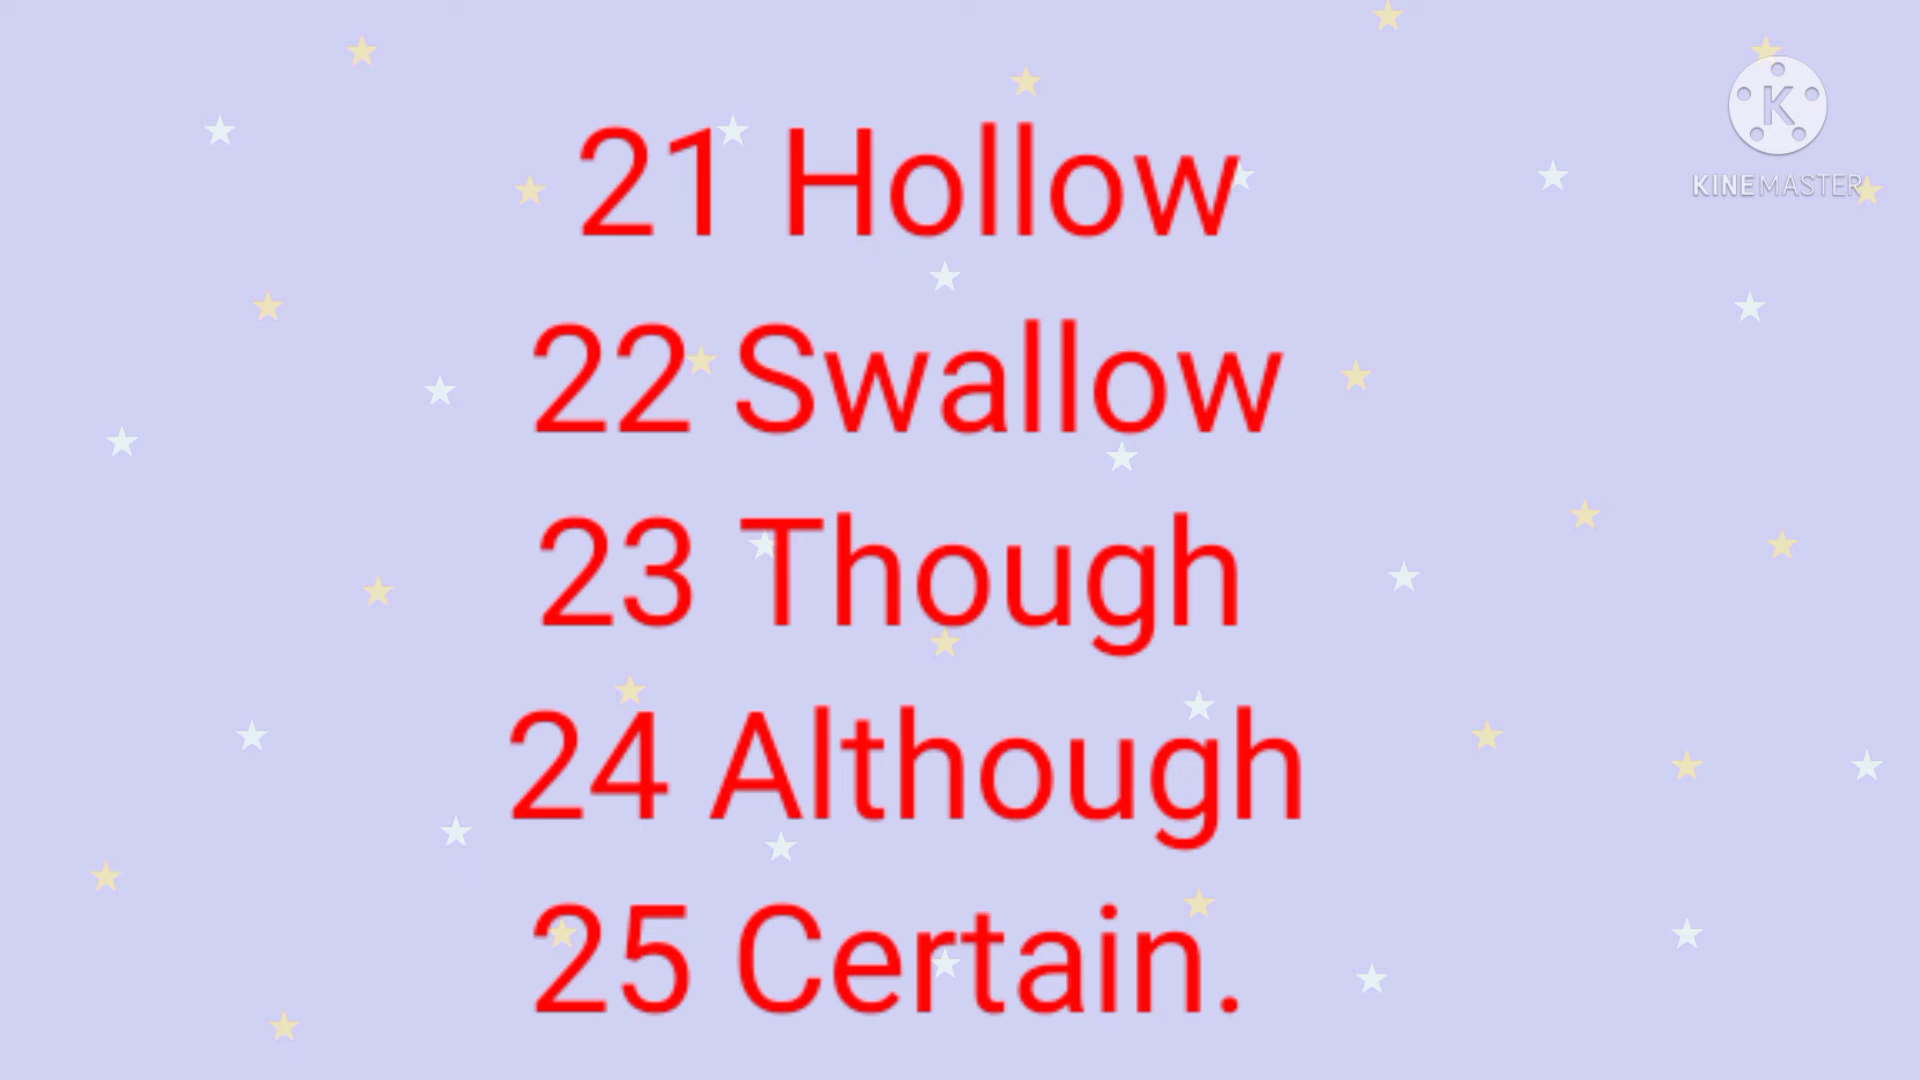 21 Hollow
22 Swallow
23 Though
24 Although
25 Certain.
K
KINEMASTER